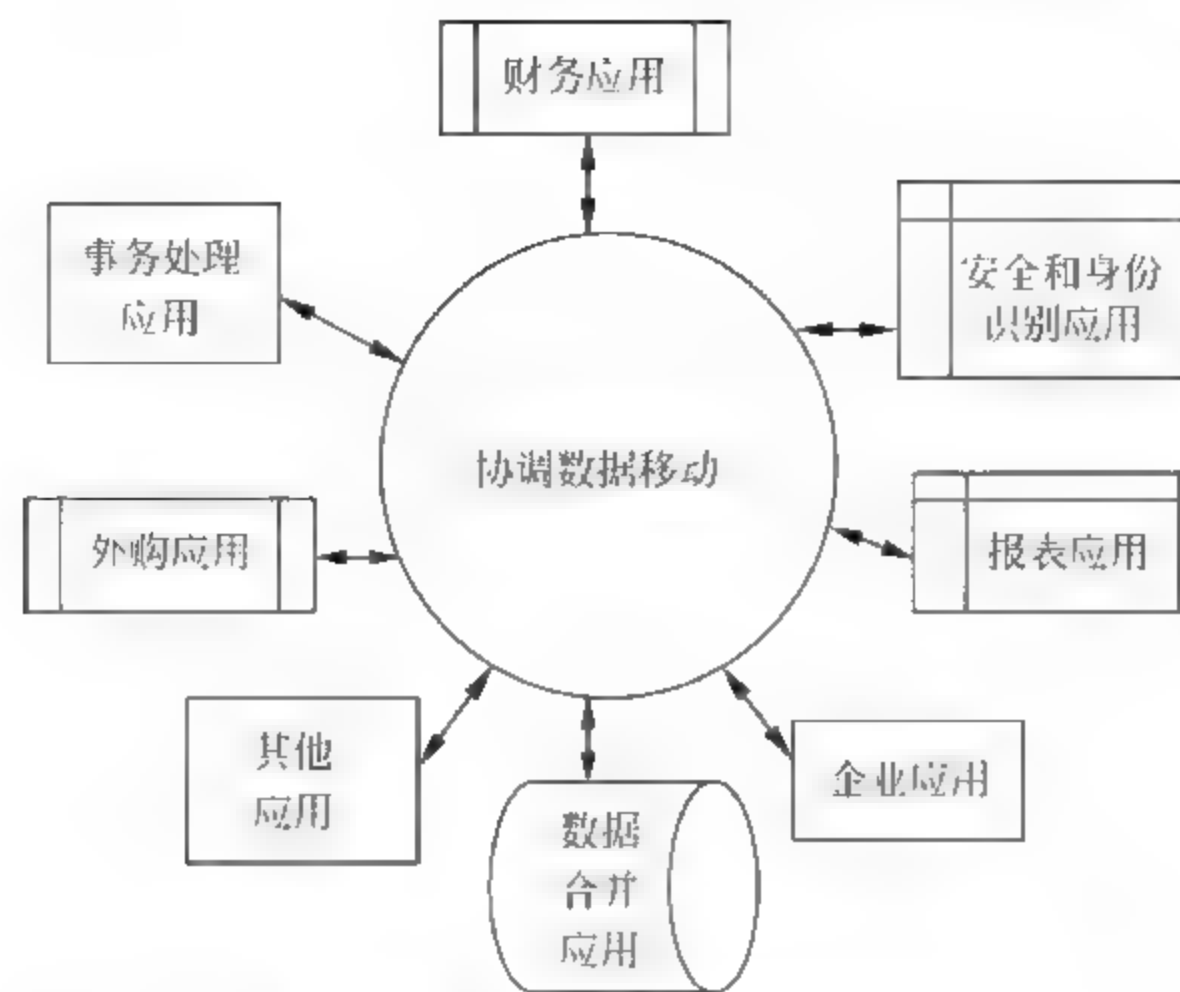 财务应用
事务处理
应用
安全和身份
识别应用
协调数据移动
外购应用
报表应用
其他
应用
企业应用
数据
合并
应用